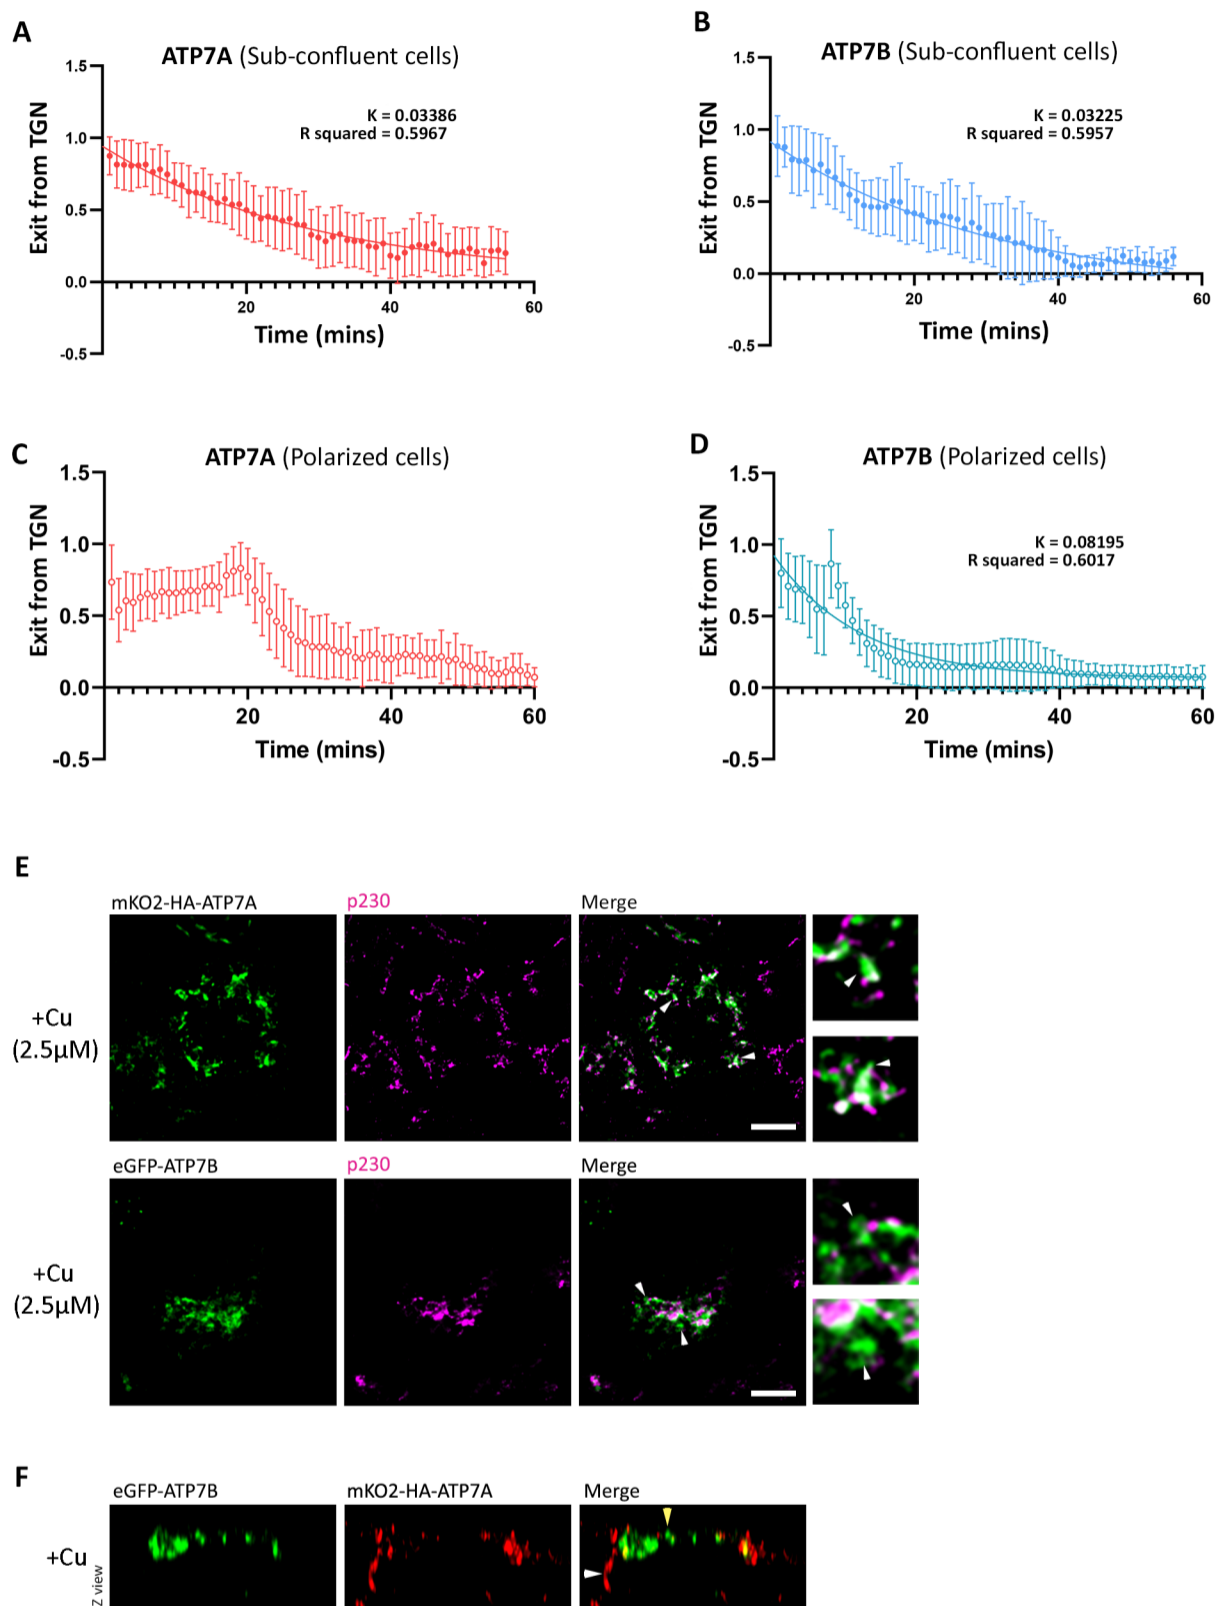 A
ATP7A (Sub-confluent cells)
1.5
1.0
0.5
0.0
-0.5
Exit from TGN
K = 0.03386
R squared = 0.5967
20
40
60
Time (mins)
B
ATP7B (Sub-confluent cells)
1.5
1.0
0.5
0.0
-0.5
Exit from TGN
K = 0.03225
R squared = 0.5957
20
40
60
Time (mins)
C
ATP7A (Polarized cells)
1.5
1.0
0.5
0.0
-0.5
Exit from TGN
20
40
60
Time (mins)
D
ATP7B (Polarized cells)
1.5
1.0
0.5
0.0
-0.5
Exit from TGN
K = 0.08195
R squared = 0.6017
20
40
60
Time (mins)
E
mKO2-HA-ATP7A
p230
Merge
+Cu
(2.5μM)
eGFP-ATP7B
p230
Merge
+Cu
(2.5μM)
F
eGFP-ATP7B
mKO2-HA-ATP7A
Merge
+Cu
Z view